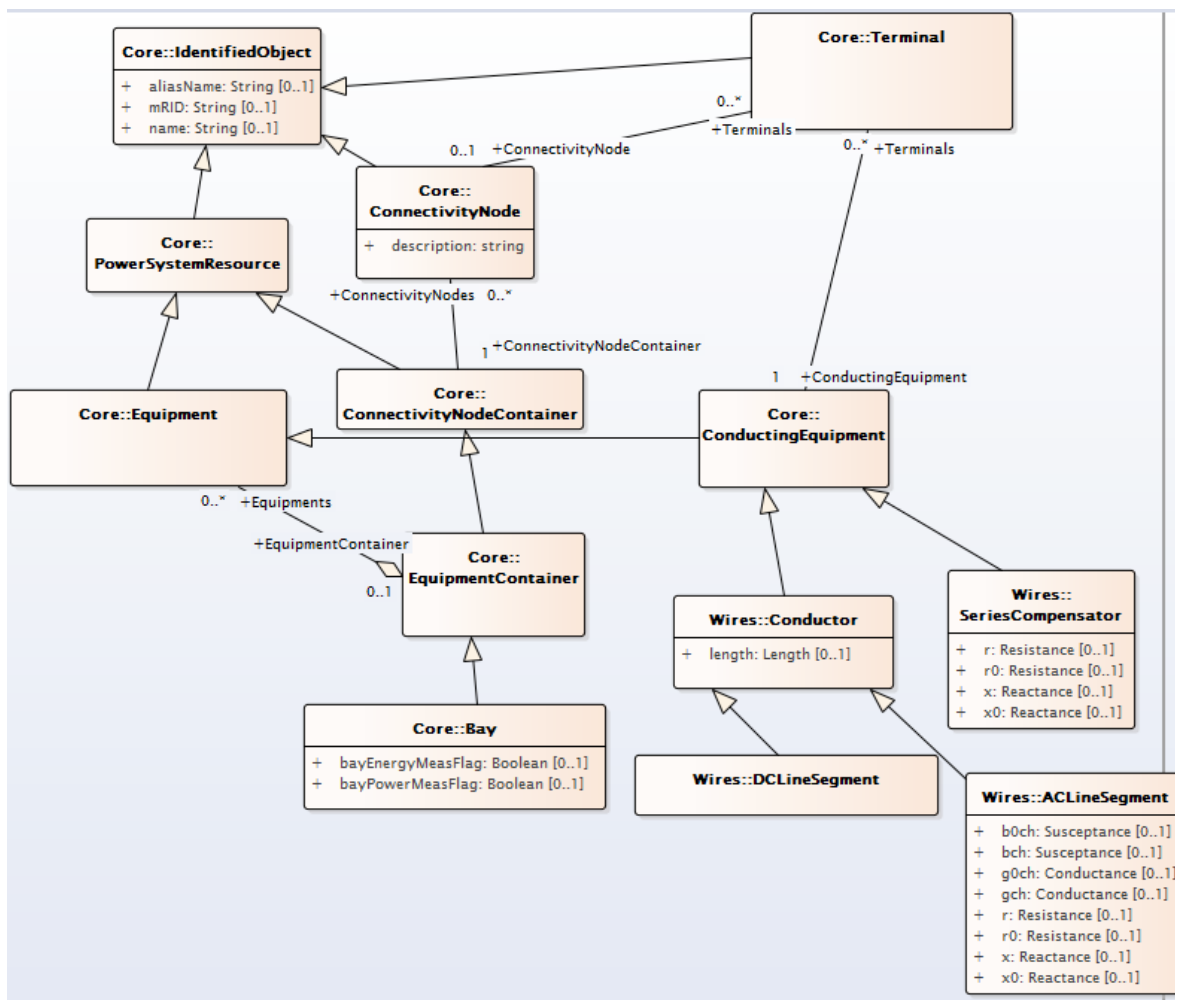 Core::IdentifiedObject
+ aliasName: String [0..1]
+ mRID: String [0..1]
+ name: String [0..1]
Core::Terminal
0..*
+Terminals
0..1 +ConnectivityNode
0..* +Terminals
Core::
ConnectivityNode
+ description: string
Core::
PowerSystemResource
+ConnectivityNodes 0..*
1 +ConnectivityNodeContainer
Core::
ConnectivityNodeContainer
1 +ConductingEquipment
Core::Equipment
Core::
ConductingEquipment
0..* +Equipments
+EquipmentContainer
0..1
Core::
EquipmentContainer
Wires::Conductor
+ length: Length [0..1]
Wires::
SeriesCompensator
+ r: Resistance [0..1]
+ r0: Resistance [0..1]
+ x: Reactance [0..1]
+ x0: Reactance [0..1]
Core::Bay
+ bayEnergyMeasFlag: Boolean [0..1]
+ bayPowerMeasFlag: Boolean [0..1]
Wires::DCLineSegment
Wires::ACLineSegment
+ b0ch: Susceptance [0..1]
+ bch: Susceptance [0..1]
+ g0ch: Conductance [0..1]
+ gch: Conductance [0..1]
+ r: Resistance [0..1]
+ r0: Resistance [0..1]
+ x: Reactance [0..1]
+ x0: Reactance [0..1]